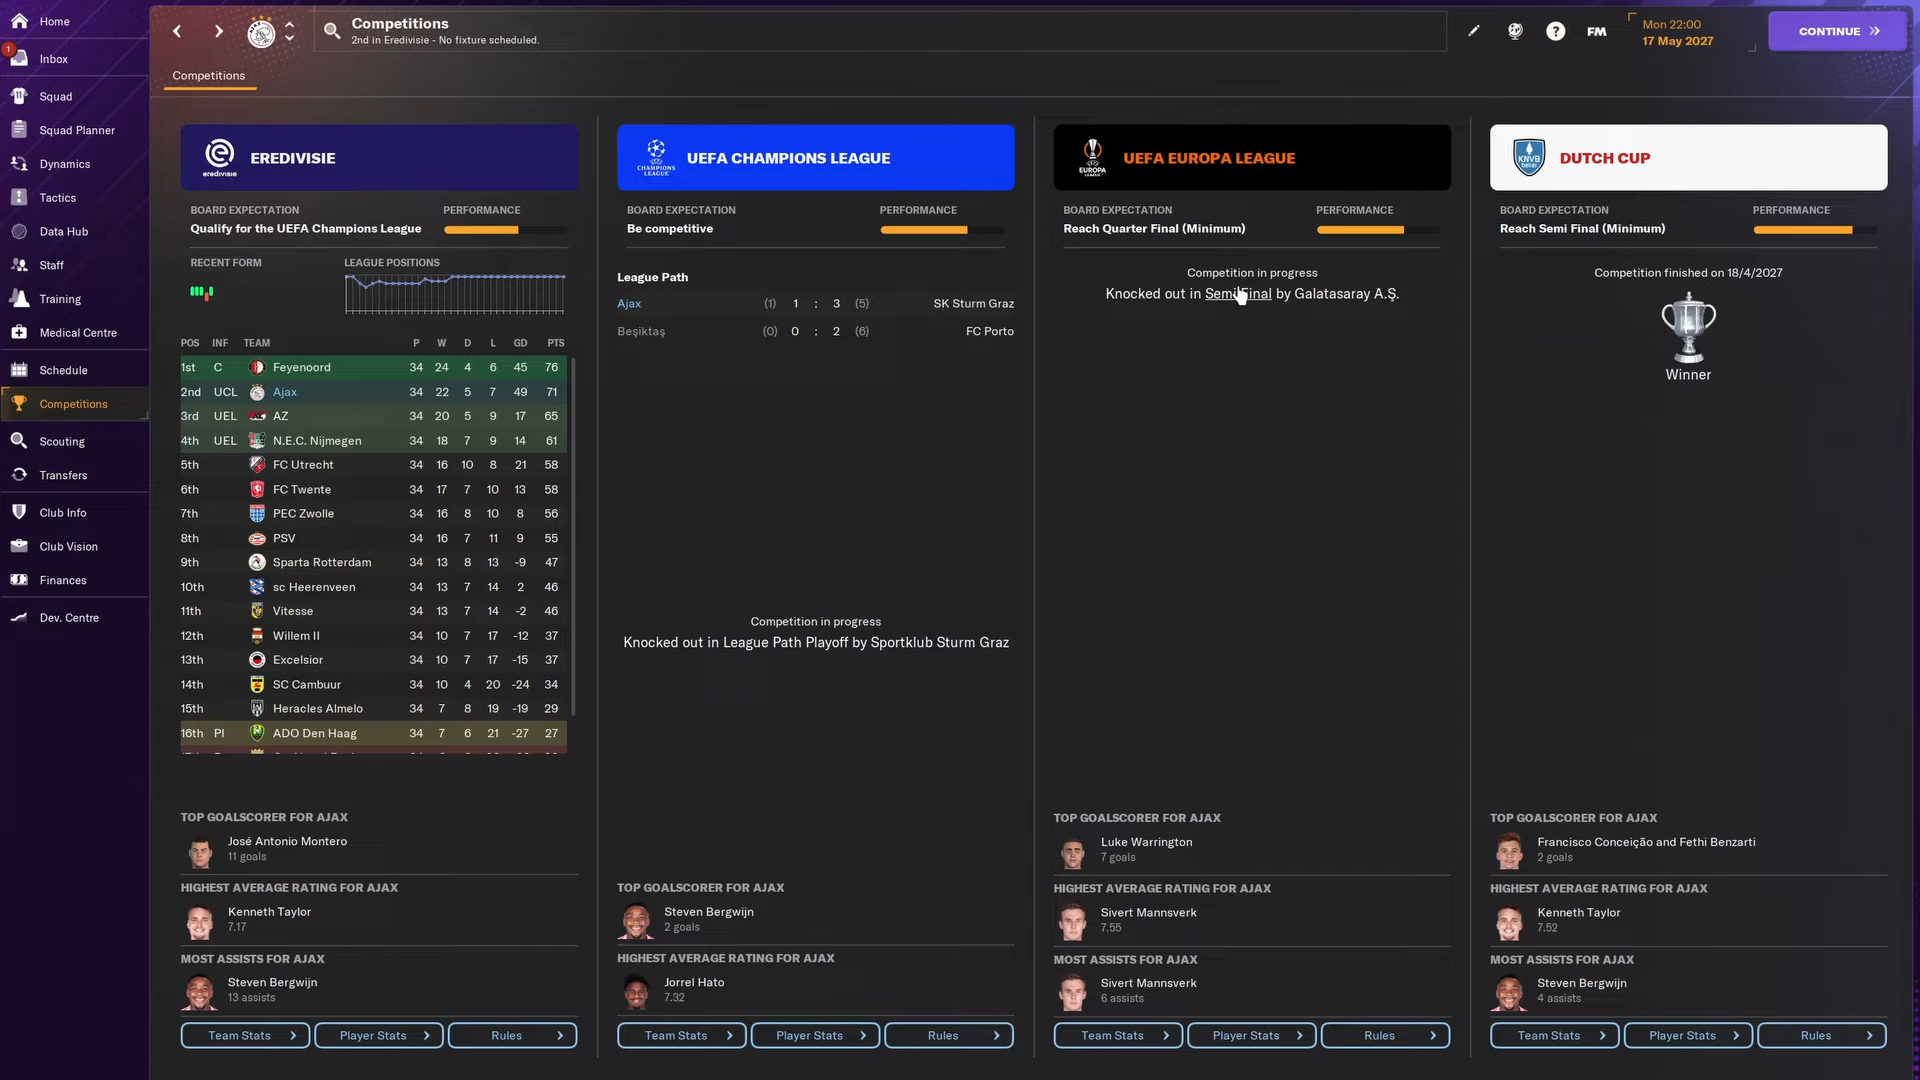 Home
Inbox
1
Squad
Squad Planner
Dynamics
Tactics
Data Hub
Staff
Training
Medical Centre
Schedule
Competitions
Scouting
Transfers
Club Info
Club Vision
Finances
Dev. Centre
Competitions
2nd in Eredivisie - No fixture scheduled.
FM
Mon 22:00
17 May 2027
CONTINUE
Competitions
eredivisie
EREDIVISIE
BOARD EXPECTATION PERFORMANCE
Qualify for the UEFA Champions League
RECENT FORM LEAGUE POSITIONS
POS INF TEAM P W D L GD PTS
1st C Feyenoord 34 24 4 6 45 76
2nd UCL Ajax 34 22 5 7 49 71
3rd UEL AZ 34 20 5 9 17 65
4th UEL N.E.C. Nijmegen 34 18 7 9 14 61
5th FC Utrecht 34 16 10 8 21 58
6th FC Twente 34 17 7 10 13 58
7th PEC Zwolle 34 16 8 10 8 56
8th PSV 34 16 7 11 9 55
9th Sparta Rotterdam 34 13 8 13 -9 47
10th sc Heerenveen 34 13 7 14 2 46
11th Vitesse 34 13 7 14 -2 46
12th Willem II 34 10 7 17 -12 37
13th Excelsior 34 10 7 17 -15 37
14th SC Cambuur 34 10 4 20 -24 34
15th Heracles Almelo 34 7 8 19 -19 29
16th Pl ADO Den Haag 34 7 6 21 -27 27
TOP GOALSCORER FOR AJAX
José Antonio Montero
11 goals
HIGHEST AVERAGE RATING FOR AJAX
Kenneth Taylor
7.17
MOST ASSISTS FOR AJAX
Steven Bergwijn
13 assists
Team Stats Player Stats Rules
CHAMPIONS LEAGUE
UEFA CHAMPIONS LEAGUE
BOARD EXPECTATION PERFORMANCE
Be competitive
League Path
Ajax (1) 1 : 3 (5) SK Sturm Graz
Beşiktaş (0) 0 : 2 (6) FC Porto
Competition in progress
Knocked out in League Path Playoff by Sportklub Sturm Graz
TOP GOALSCORER FOR AJAX
Steven Bergwijn
2 goals
HIGHEST AVERAGE RATING FOR AJAX
Jorrel Hato
7.32
Team Stats Player Stats Rules
EUROPA LEAGUE
UEFA EUROPA LEAGUE
BOARD EXPECTATION PERFORMANCE
Reach Quarter Final (Minimum)
Competition in progress
Knocked out in Semi Final by Galatasaray A.Ş.
TOP GOALSCORER FOR AJAX
Luke Warrington
7 goals
HIGHEST AVERAGE RATING FOR AJAX
Sivert Mannsverk
7.55
MOST ASSISTS FOR AJAX
Sivert Mannsverk
6 assists
Team Stats Player Stats Rules
KNVB
beker
DUTCH CUP
BOARD EXPECTATION PERFORMANCE
Reach Semi Final (Minimum)
Competition finished on 18/4/2027
Winner
TOP GOALSCORER FOR AJAX
Francisco Conceição and Fethi Benzarti
2 goals
HIGHEST AVERAGE RATING FOR AJAX
Kenneth Taylor
7.52
MOST ASSISTS FOR AJAX
Steven Bergwijn
4 assists
Team Stats Player Stats Rules